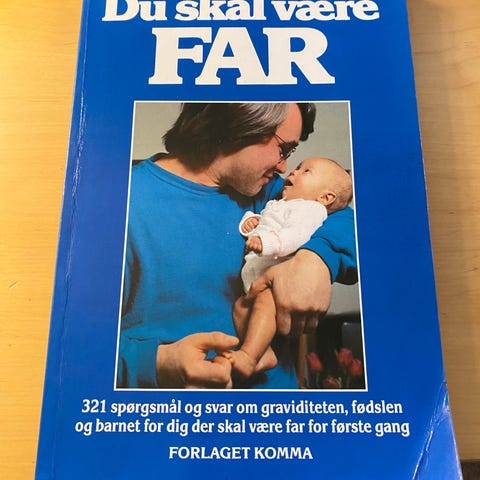 Du skal være
FAR
321 spørgsmål og svar om graviditeten, fødslen
og barnet for dig der skal være far for første gang
FORLAGET KOMMA